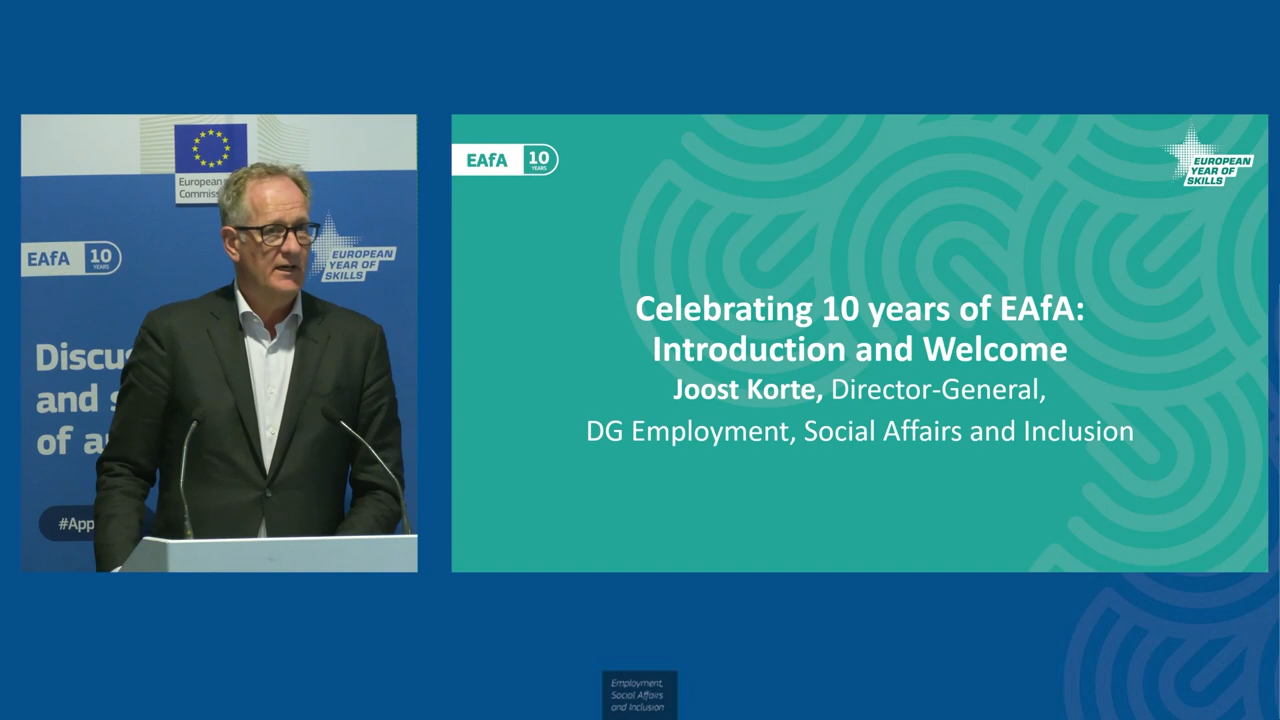 European
Commiss
EAfA 10
YEARS
EUROPEAN
YEAR OF
SKILLS
Discu
and s
of a
#App
EAfA 10
YEARS
EUROPEAN
YEAR OF
SKILLS
Celebrating 10 years of EAfA:
Introduction and Welcome
Joost Korte, Director-General,
DG Employment, Social Affairs and Inclusion
Employment,
Social Affairs
and Inclusion